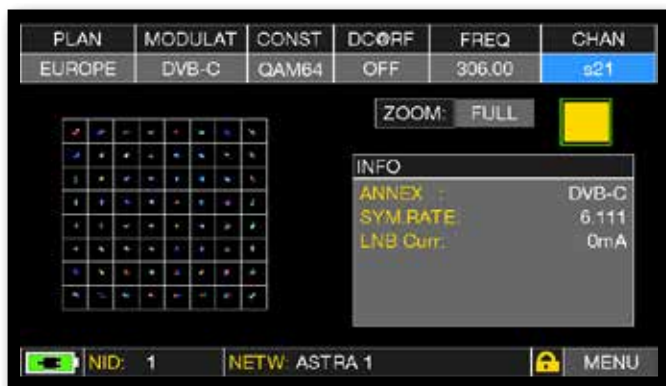 PLAN MODULAT CONST DC@RF FREQ CHAN
EUROPE DVB-C QAM64 OFF 306.00 s21
ZOOM: FULL
INFO
ANNEX : DVB-C
SYM.RATE 6.111
LNB Curr. 0mA
NID: 1 NETW: ASTRA 1 MENU